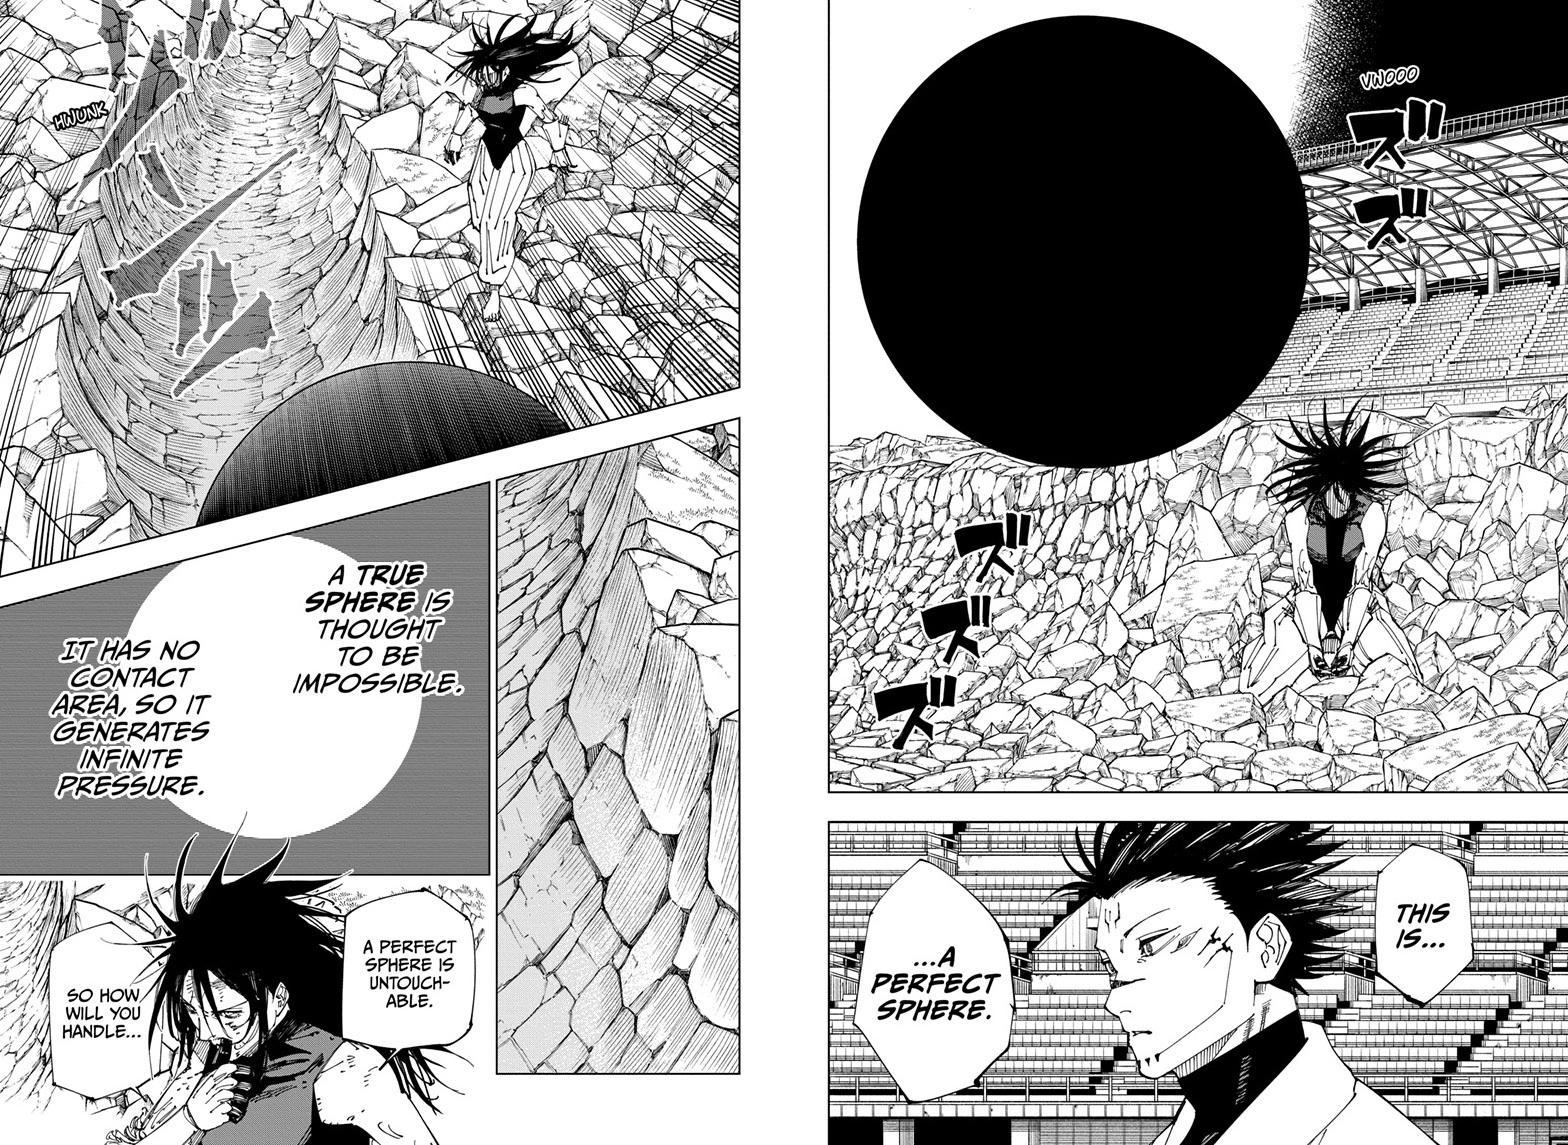 VWOOO
ズ
ズ
ズ
ズ
ズ
THIS
IS...
...A
PERFECT
SPHERE.
HWUNK
A TRUE
SPHERE IS
THOUGHT
TO BE
IMPOSSIBLE.
IT HAS NO
CONTACT
AREA, SO IT
GENERATES
INFINITE
PRESSURE.
A PERFECT
SPHERE IS
UNTOUCH-
ABLE.
SO HOW
WILL YOU
HANDLE...